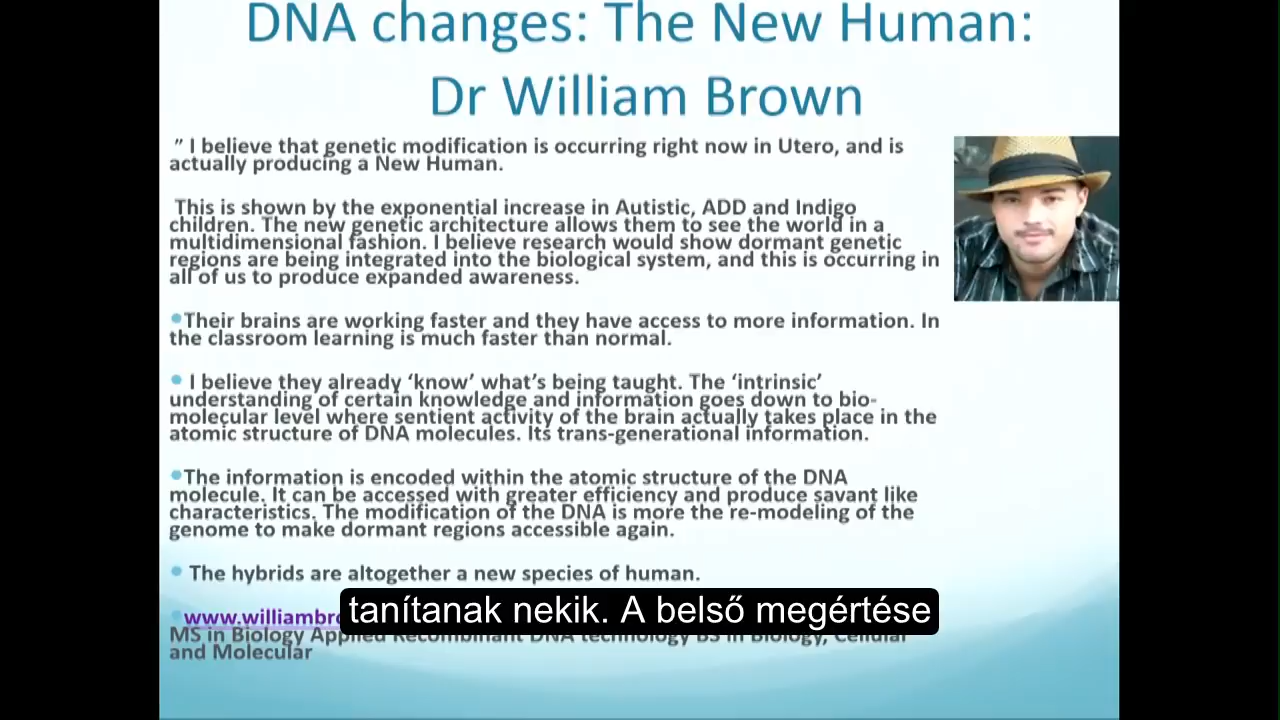 DNA changes: The New Human:
Dr William Brown
” I believe that genetic modification is occurring right now in Utero, and is
actually producing a New Human.
This is shown by the exponential increase in Autistic, ADD and Indigo
children. The new genetic architecture allows them to see the world in a
multidimensional fashion. I believe research would show dormant genetic
regions are being integrated into the biological system, and this is occurring in
all of us to produce expanded awareness.
•Their brains are working faster and they have access to more information. In
the classroom learning is much faster than normal.
• I believe they already ‘know’ what’s being taught. The ‘intrinsic’
understanding of certain knowledge and information goes down to bio-
molecular level where sentient activity of the brain actually takes place in the
atomic structure of DNA molecules. Its trans-generational information.
•The information is encoded within the atomic structure of the DNA
molecule. It can be accessed with greater efficiency and produce savant like
characteristics. The modification of the DNA is more the re-modeling of the
genome to make dormant regions accessible again.
• The hybrids are altogether a new species of human.
tanítanak nekik. A belső megértése
MS in Biology Applied Recombinant DNA technology BS in Biology, Cellular
and Molecular